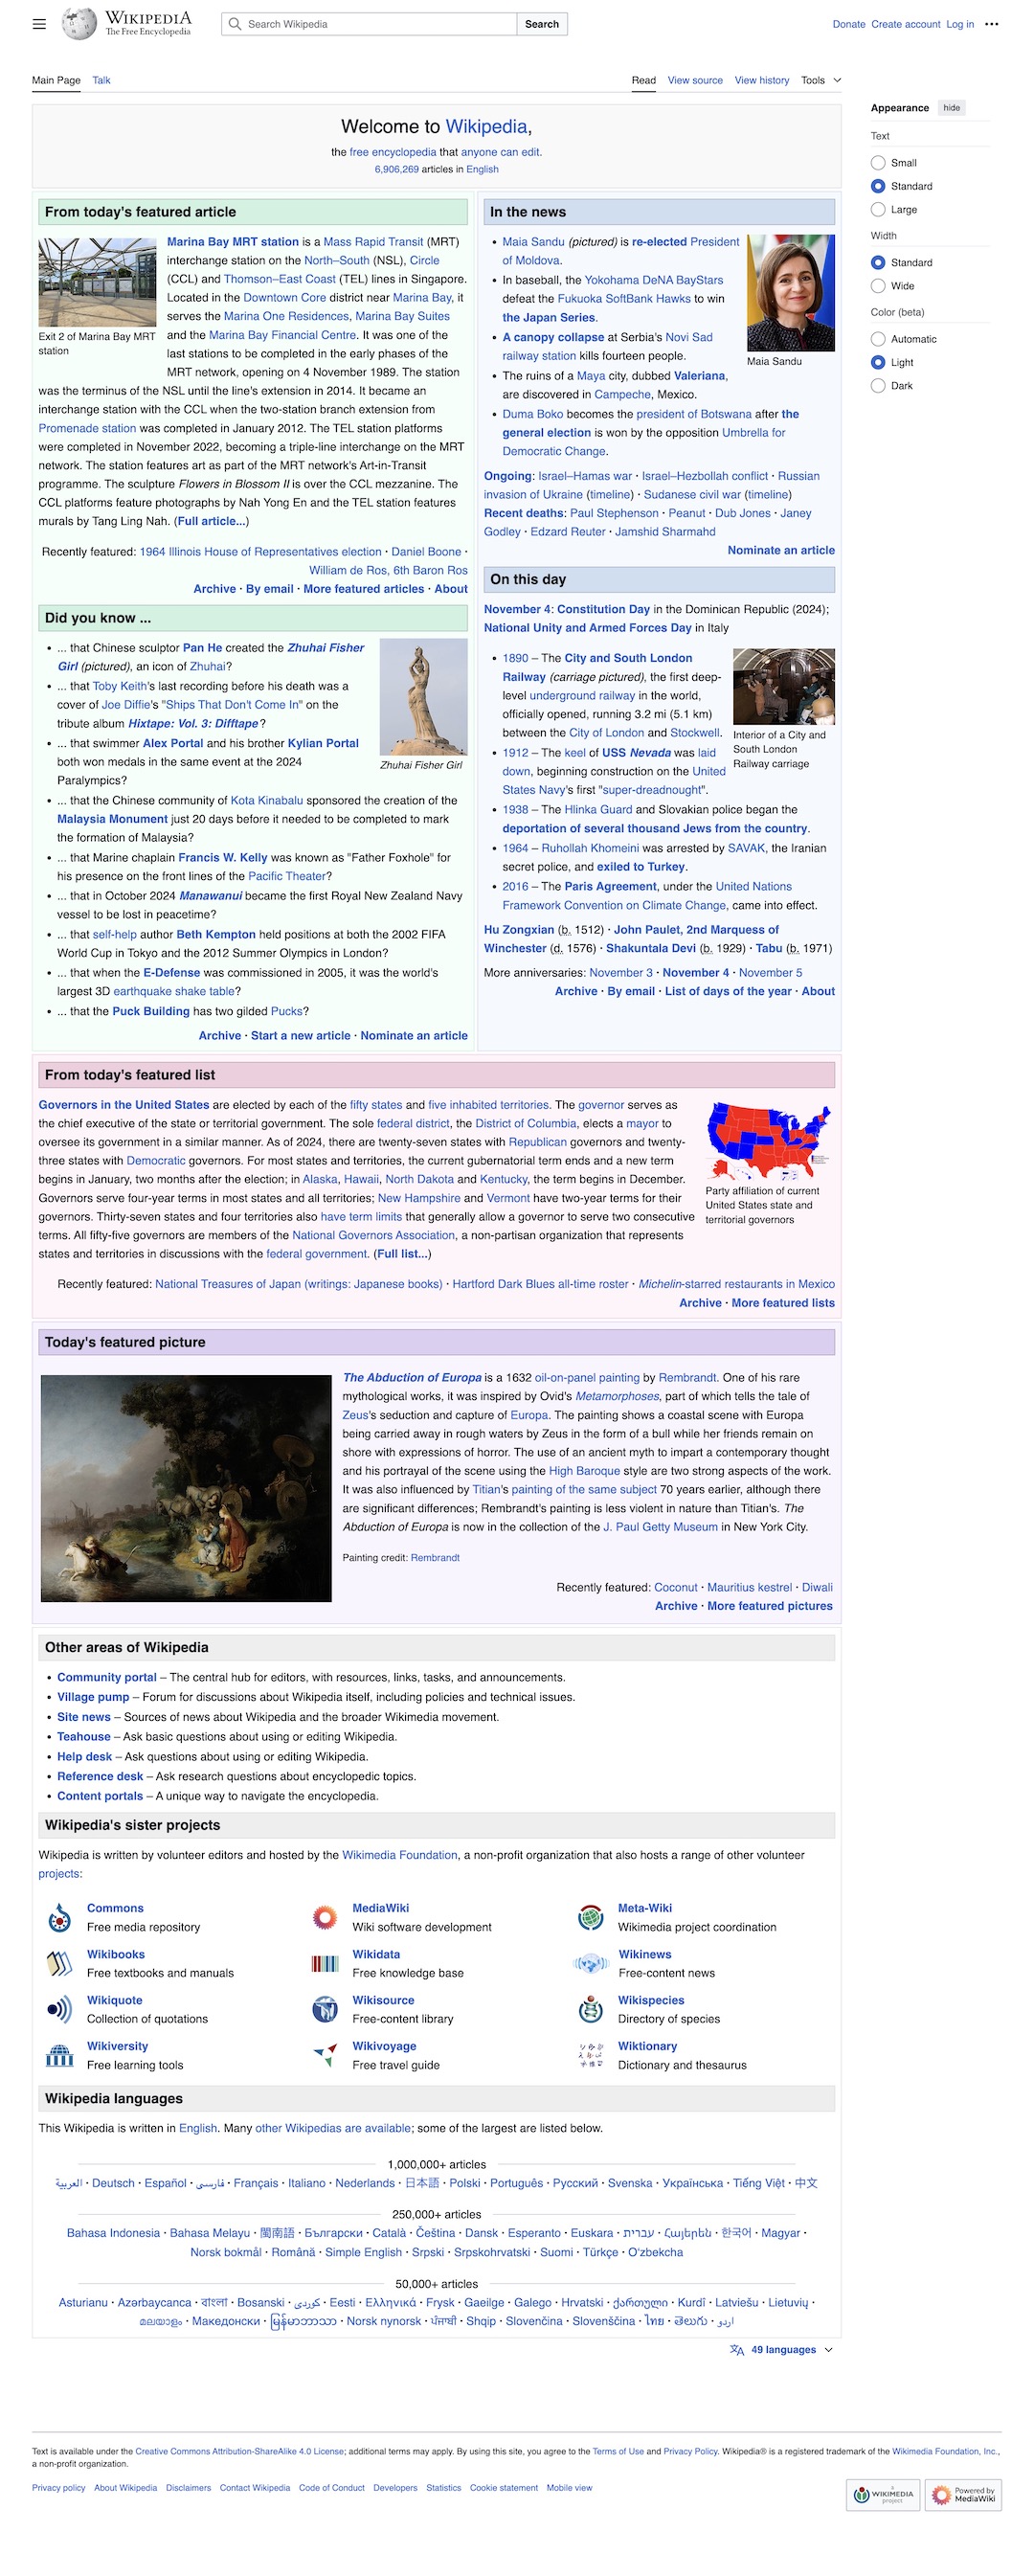 WIKIPEDIA
The Free Encyclopedia
Search Wikipedia
Search
Donate Create account Log in
Main Page Talk
Read View source View history Tools
Appearance hide
Text
Small
Standard
Large
Width
Standard
Wide
Color (beta)
Automatic
Light
Dark
Welcome to Wikipedia,
the free encyclopedia that anyone can edit.
6,906,269 articles in English
From today's featured article
Exit 2 of Marina Bay MRT
station
Marina Bay MRT station is a Mass Rapid Transit (MRT)
interchange station on the North–South (NSL), Circle
(CCL) and Thomson–East Coast (TEL) lines in Singapore.
Located in the Downtown Core district near Marina Bay, it
serves the Marina One Residences, Marina Bay Suites
and the Marina Bay Financial Centre. It was one of the
last stations to be completed in the early phases of the
MRT network, opening on 4 November 1989. The station
was the terminus of the NSL until the line's extension in 2014. It became an
interchange station with the CCL when the two-station branch extension from
Promenade station was completed in January 2012. The TEL station platforms
were completed in November 2022, becoming a triple-line interchange on the MRT
network. The station features art as part of the MRT network's Art-in-Transit
programme. The sculpture Flowers in Blossom II is over the CCL mezzanine. The
CCL platforms feature photographs by Nah Yong En and the TEL station features
murals by Tang Ling Nah. (Full article...)
Recently featured: 1964 Illinois House of Representatives election · Daniel Boone ·
William de Ros, 6th Baron Ros
Archive · By email · More featured articles · About
Did you know ...
... that Chinese sculptor Pan He created the Zhuhai Fisher
Girl (pictured), an icon of Zhuhai?
... that Toby Keith's last recording before his death was a
cover of Joe Diffie's "Ships That Don't Come In" on the
tribute album Hixtape: Vol. 3: Difftape?
... that swimmer Alex Portal and his brother Kylian Portal
both won medals in the same event at the 2024
Paralympics?
Zhuhai Fisher Girl
... that the Chinese community of Kota Kinabalu sponsored the creation of the
Malaysia Monument just 20 days before it needed to be completed to mark
the formation of Malaysia?
... that Marine chaplain Francis W. Kelly was known as "Father Foxhole" for
his presence on the front lines of the Pacific Theater?
... that in October 2024 Manawanui became the first Royal New Zealand Navy
vessel to be lost in peacetime?
... that self-help author Beth Kempton held positions at both the 2002 FIFA
World Cup in Tokyo and the 2012 Summer Olympics in London?
... that when the E-Defense was commissioned in 2005, it was the world's
largest 3D earthquake shake table?
... that the Puck Building has two gilded Pucks?
Archive · Start a new article · Nominate an article
In the news
Maia Sandu (pictured) is re-elected President
of Moldova.
In baseball, the Yokohama DeNA BayStars
defeat the Fukuoka SoftBank Hawks to win
the Japan Series.
A canopy collapse at Serbia's Novi Sad
railway station kills fourteen people.
Maia Sandu
The ruins of a Maya city, dubbed Valeriana,
are discovered in Campeche, Mexico.
Duma Boko becomes the president of Botswana after the
general election is won by the opposition Umbrella for
Democratic Change.
Ongoing: Israel–Hamas war · Israel–Hezbollah conflict · Russian
invasion of Ukraine (timeline) · Sudanese civil war (timeline)
Recent deaths: Paul Stephenson · Peanut · Dub Jones · Janey
Godley · Edzard Reuter · Jamshid Sharmahd
Nominate an article
On this day
November 4: Constitution Day in the Dominican Republic (2024);
National Unity and Armed Forces Day in Italy
1890 – The City and South London
Railway (carriage pictured), the first deep-
level underground railway in the world,
officially opened, running 3.2 mi (5.1 km)
between the City of London and Stockwell.
Interior of a City and
South London
Railway carriage
1912 – The keel of USS Nevada was laid
down, beginning construction on the United
States Navy's first "super-dreadnought".
1938 – The Hlinka Guard and Slovakian police began the
deportation of several thousand Jews from the country.
1964 – Ruhollah Khomeini was arrested by SAVAK, the Iranian
secret police, and exiled to Turkey.
2016 – The Paris Agreement, under the United Nations
Framework Convention on Climate Change, came into effect.
Hu Zongxian (b. 1512) · John Paulet, 2nd Marquess of
Winchester (d. 1576) · Shakuntala Devi (b. 1929) · Tabu (b. 1971)
More anniversaries: November 3 · November 4 · November 5
Archive · By email · List of days of the year · About
From today's featured list
Governors in the United States are elected by each of the fifty states and five inhabited territories. The governor serves as
the chief executive of the state or territorial government. The sole federal district, the District of Columbia, elects a mayor to
oversee its government in a similar manner. As of 2024, there are twenty-seven states with Republican governors and twenty-
three states with Democratic governors. For most states and territories, the current gubernatorial term ends and a new term
begins in January, two months after the election; in Alaska, Hawaii, North Dakota and Kentucky, the term begins in December.
Governors serve four-year terms in most states and all territories; New Hampshire and Vermont have two-year terms for their
governors. Thirty-seven states and four territories also have term limits that generally allow a governor to serve two consecutive
terms. All fifty-five governors are members of the National Governors Association, a non-partisan organization that represents
states and territories in discussions with the federal government. (Full list...)
Party affiliation of current
United States state and
territorial governors
Recently featured: National Treasures of Japan (writings: Japanese books) · Hartford Dark Blues all-time roster · Michelin-starred restaurants in Mexico
Archive · More featured lists
Today's featured picture
The Abduction of Europa is a 1632 oil-on-panel painting by Rembrandt. One of his rare
mythological works, it was inspired by Ovid's Metamorphoses, part of which tells the tale of
Zeus's seduction and capture of Europa. The painting shows a coastal scene with Europa
being carried away in rough waters by Zeus in the form of a bull while her friends remain on
shore with expressions of horror. The use of an ancient myth to impart a contemporary thought
and his portrayal of the scene using the High Baroque style are two strong aspects of the work.
It was also influenced by Titian's painting of the same subject 70 years earlier, although there
are significant differences; Rembrandt's painting is less violent in nature than Titian's. The
Abduction of Europa is now in the collection of the J. Paul Getty Museum in New York City.
Painting credit: Rembrandt
Recently featured: Coconut · Mauritius kestrel · Diwali
Archive · More featured pictures
Other areas of Wikipedia
Community portal – The central hub for editors, with resources, links, tasks, and announcements.
Village pump – Forum for discussions about Wikipedia itself, including policies and technical issues.
Site news – Sources of news about Wikipedia and the broader Wikimedia movement.
Teahouse – Ask basic questions about using or editing Wikipedia.
Help desk – Ask questions about using or editing Wikipedia.
Reference desk – Ask research questions about encyclopedic topics.
Content portals – A unique way to navigate the encyclopedia.
Wikipedia's sister projects
Wikipedia is written by volunteer editors and hosted by the Wikimedia Foundation, a non-profit organization that also hosts a range of other volunteer
projects:
Commons
Free media repository
MediaWiki
Wiki software development
Meta-Wiki
Wikimedia project coordination
Wikibooks
Free textbooks and manuals
Wikidata
Free knowledge base
Wikinews
Free-content news
Wikiquote
Collection of quotations
Wikisource
Free-content library
Wikispecies
Directory of species
Wikiversity
Free learning tools
Wikivoyage
Free travel guide
Wiktionary
Dictionary and thesaurus
Wikipedia languages
This Wikipedia is written in English. Many other Wikipedias are available; some of the largest are listed below.
1,000,000+ articles
العربية · Deutsch · Español · فارسی · Français · Italiano · Nederlands · 日本語 · Polski · Português · Русский · Svenska · Українська · Tiếng Việt · 中文
250,000+ articles
Bahasa Indonesia · Bahasa Melayu · 閩南語 · Български · Català · Čeština · Dansk · Esperanto · Euskara · עברית · Հայերեն · 한국어 · Magyar ·
Norsk bokmål · Română · Simple English · Srpski · Srpskohrvatski · Suomi · Türkçe · Oʻzbekcha
50,000+ articles
Asturianu · Azərbaycanca · বাংলা · Bosanski · کوردی · Eesti · Ελληνικά · Frysk · Gaeilge · Galego · Hrvatski · ქართული · Kurdî · Latviešu · Lietuvių ·
മലയാളം · Македонски · မြန်မာဘာသာ · Norsk nynorsk · ਪੰਜਾਬੀ · Shqip · Slovenčina · Slovenščina · ไทย · తెలుగు · اردو
49 languages
Text is available under the Creative Commons Attribution-ShareAlike 4.0 License; additional terms may apply. By using this site, you agree to the Terms of Use and Privacy Policy. Wikipedia® is a registered trademark of the Wikimedia Foundation, Inc.,
a non-profit organization.
Privacy policy About Wikipedia Disclaimers Contact Wikipedia Code of Conduct Developers Statistics Cookie statement Mobile view
A
WIKIMEDIA
project
Powered by
MediaWiki